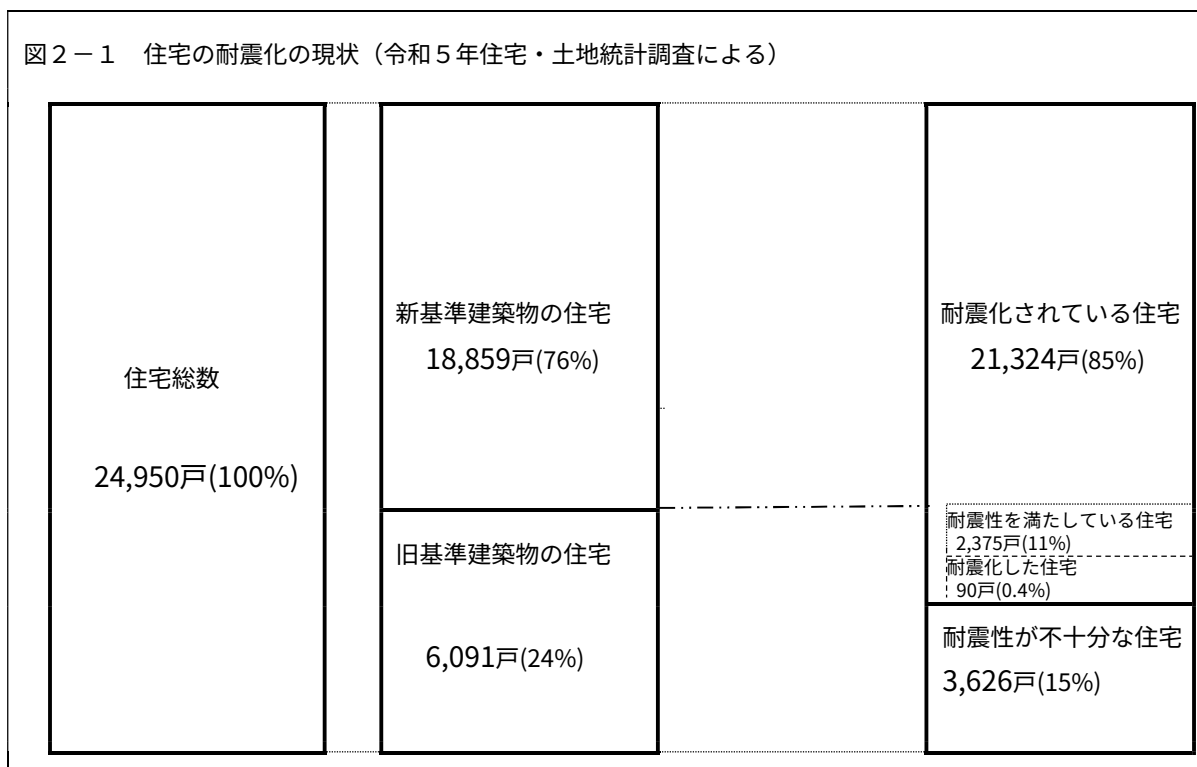 図２－１　住宅の耐震化の現状（令和５年住宅・土地統計調査による）
住宅総数
24,950戸(100%)
新基準建築物の住宅
18,859戸(76%)
旧基準建築物の住宅
6,091戸(24%)
耐震化されている住宅
21,324戸(85%)
耐震性を満たしている住宅
2,375戸(11%)
耐震化した住宅
90戸(0.4%)
耐震性が不十分な住宅
3,626戸(15%)